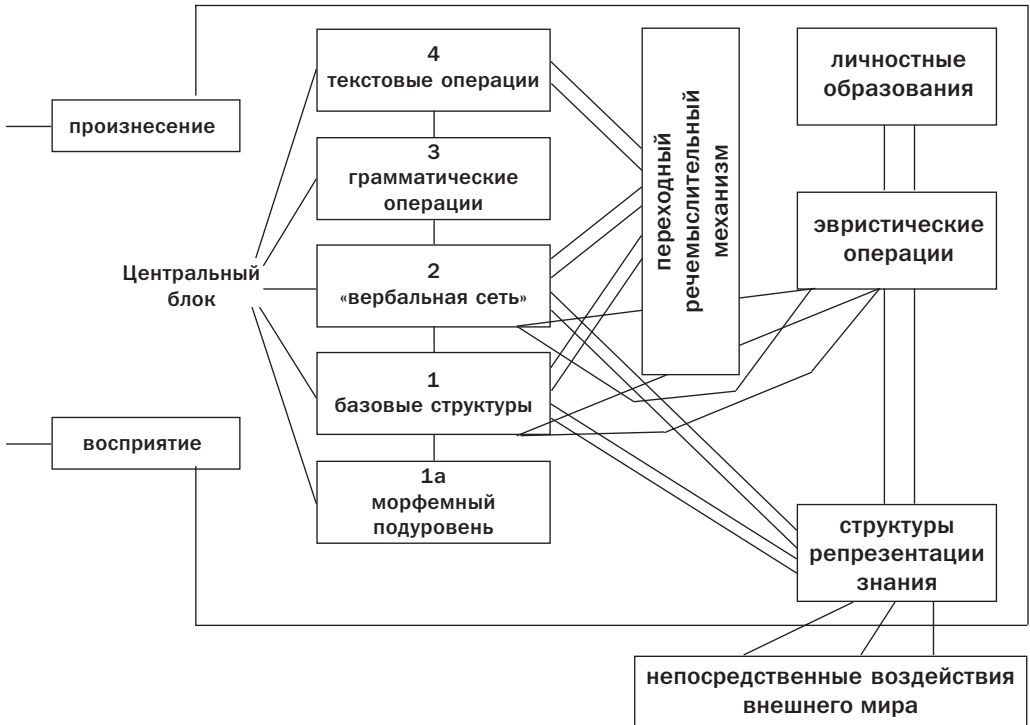 произнесение
восприятие
Центральный
блок
4
текстовые операции
3
грамматические
операции
2
«вербальная сеть»
1
базовые структуры
1а
морфемный
подуровень
переходный
речемыслительный
механизм
личностные
образования
эвристические
операции
структуры
репрезентации
знания
непосредственные воздействия
внешнего мира